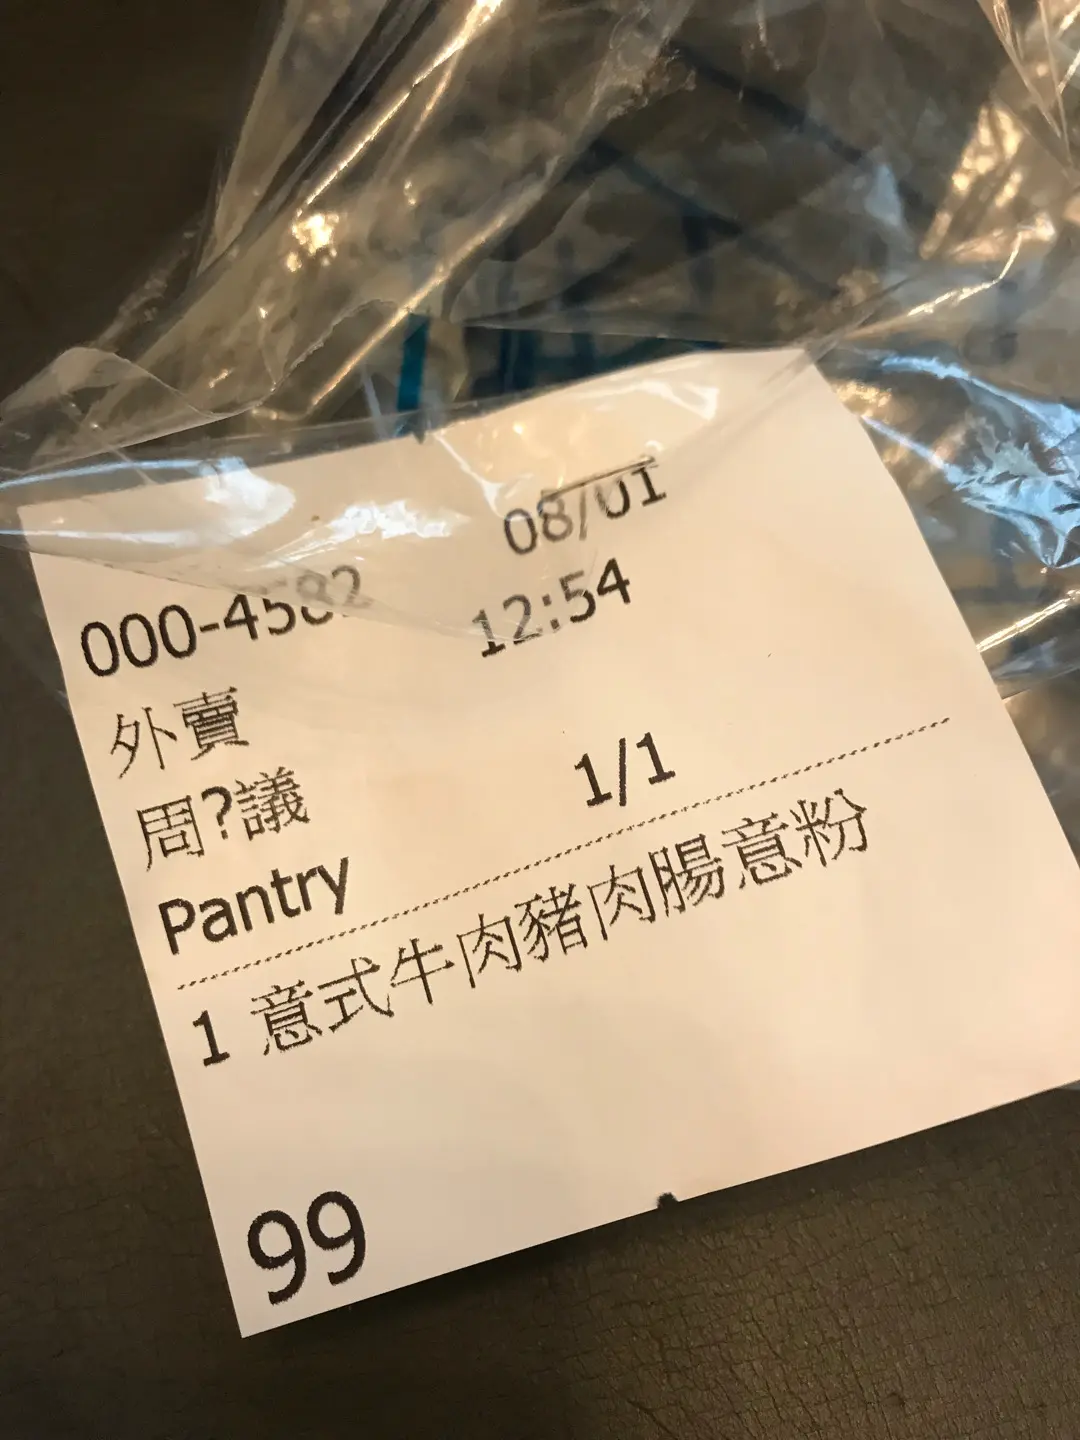 08/01
000-4582 12:54
外賣
周?議 1/1
Pantry
1 意式牛肉豬肉腸意粉
99